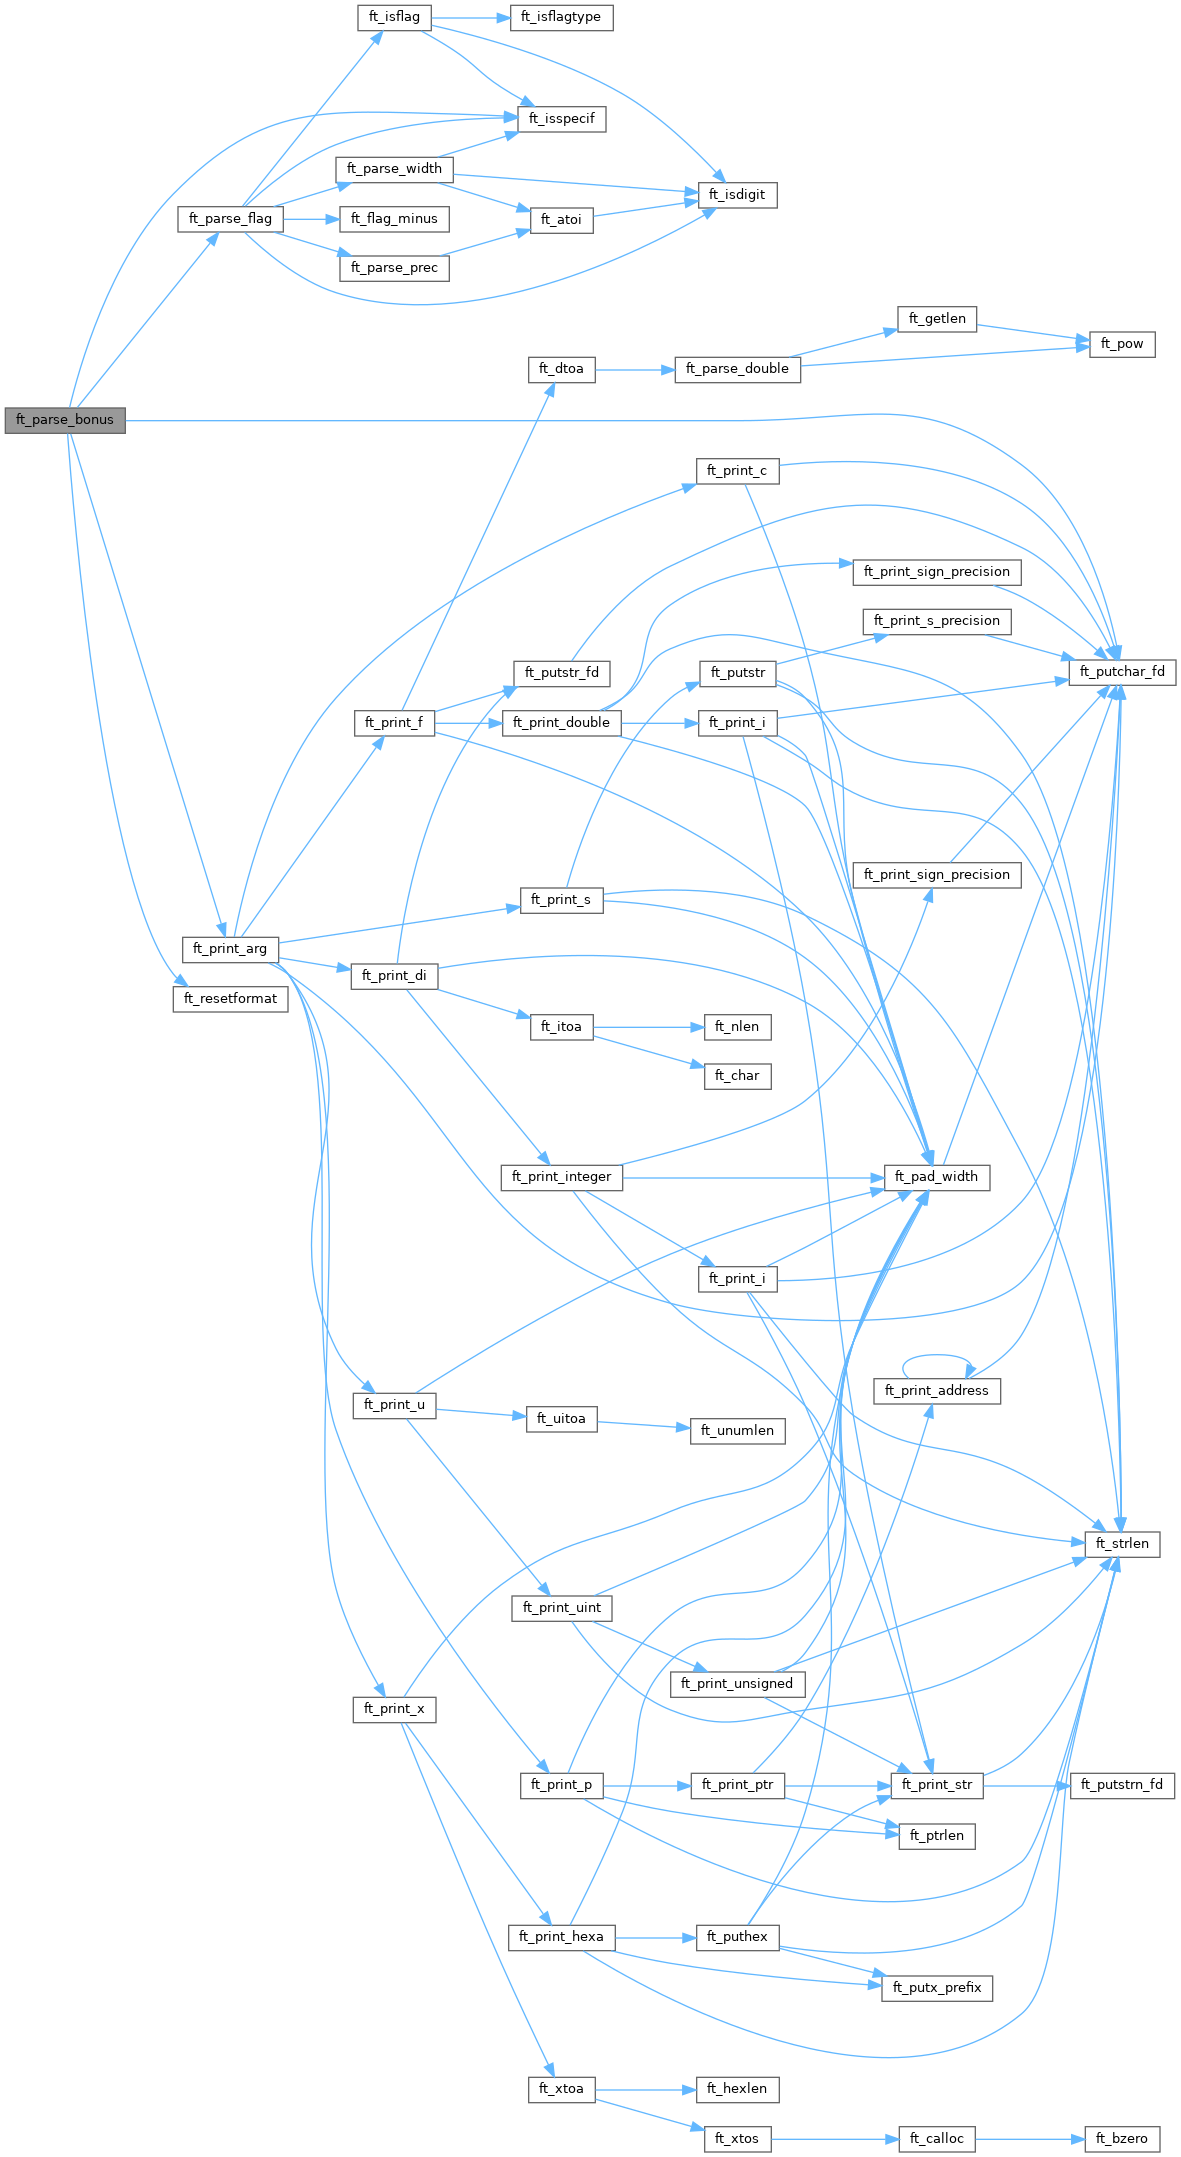 ft_isflag
ft_isflagtype
ft_isspecif
ft_parse_width
ft_isdigit
ft_parse_flag
ft_flag_minus
ft_atoi
ft_parse_prec
ft_getlen
ft_pow
ft_dtoa
ft_parse_double
ft_parse_bonus
ft_print_c
ft_print_sign_precision
ft_print_s_precision
ft_putstr_fd
ft_putstr
ft_putchar_fd
ft_print_f
ft_print_double
ft_print_i
ft_print_sign_precision
ft_print_s
ft_print_arg
ft_print_di
ft_resetformat
ft_itoa
ft_nlen
ft_char
ft_print_integer
ft_pad_width
ft_print_i
ft_print_address
ft_print_u
ft_uitoa
ft_unumlen
ft_strlen
ft_print_uint
ft_print_unsigned
ft_print_x
ft_print_p
ft_print_ptr
ft_print_str
ft_putstrn_fd
ft_ptrlen
ft_print_hexa
ft_puthex
ft_putx_prefix
ft_xtoa
ft_hexlen
ft_xtos
ft_calloc
ft_bzero